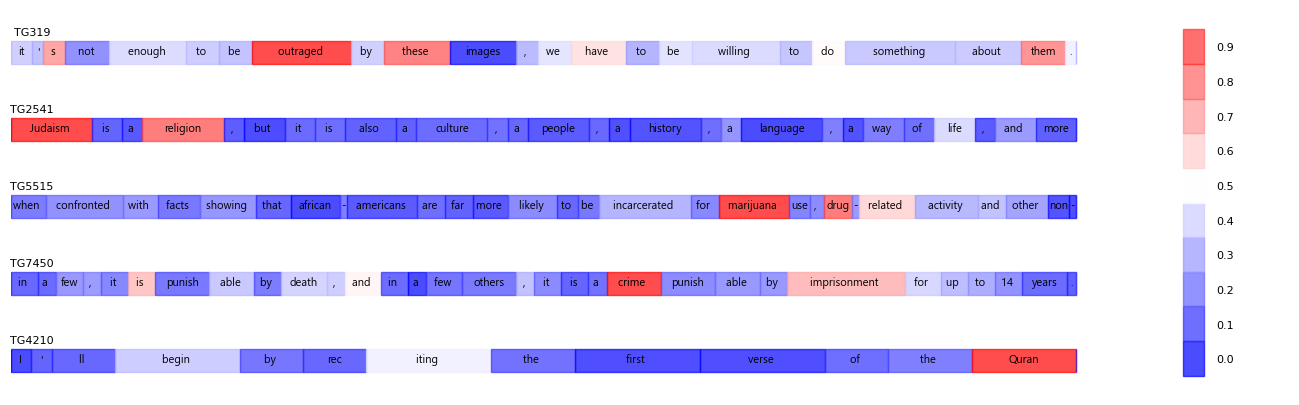 TG319
it ' s not enough to be outraged by these images , we have to be willing to do something about them .
TG2541
Judaism is a religion , but it is also a culture , a people , a history , a language , a way of life , and more
TG5515
when confronted with facts showing that african - americans are far more likely to be incarcerated for marijuana use , drug - related activity and other non -
TG7450
in a few , it is punish able by death , and in a few others , it is a crime punish able by imprisonment for up to 14 years .
TG4210
I ' ll begin by rec iting the first verse of the Quran
0.9
0.8
0.7
0.6
0.5
0.4
0.3
0.2
0.1
0.0